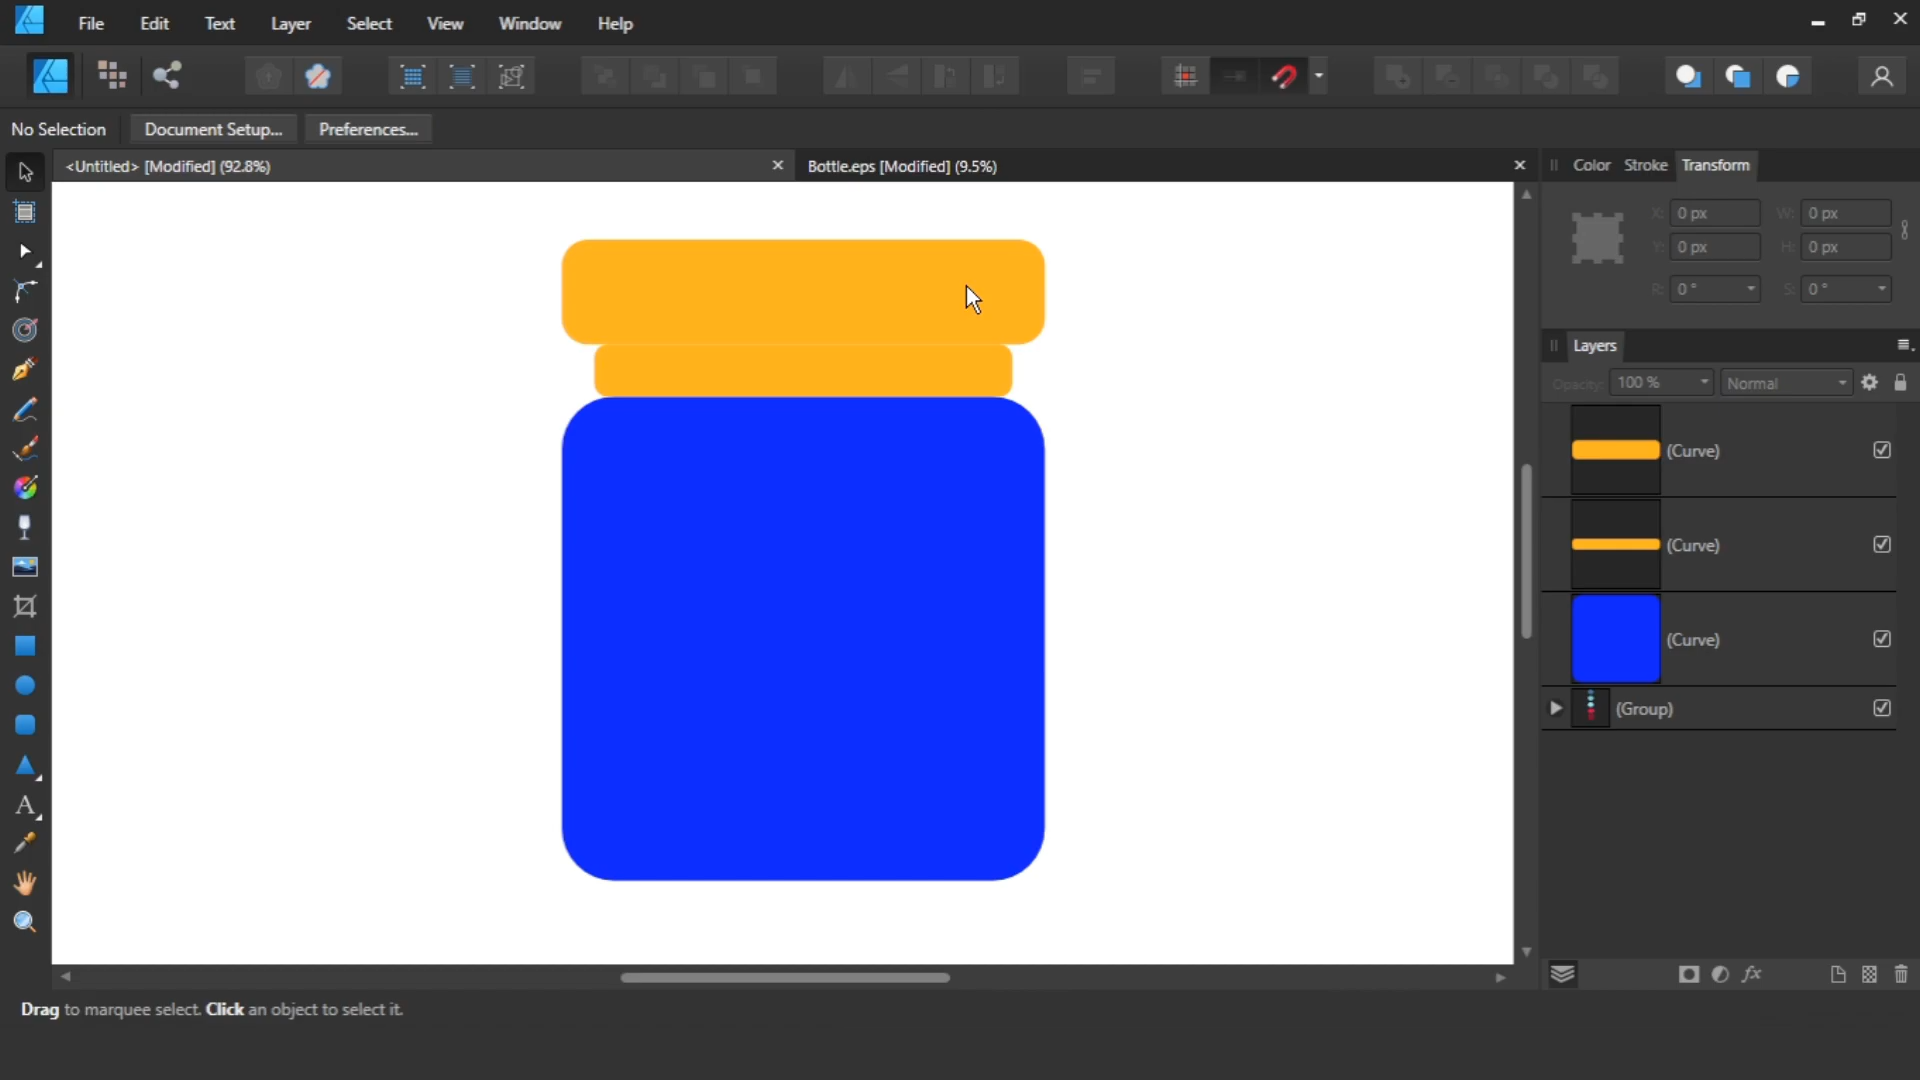 File Edit Text Layer Select View Window Help
No Selection Document Setup... Preferences...
<Untitled> [Modified] (92.8%)
Bottle.eps [Modified] (9.5%)
Color Stroke Transform
X: 0 px W: 0 px
Y: 0 px H: 0 px
R: 0 ° S: 0 °
Layers
Opacity: 100 % Normal
(Curve)
(Curve)
(Curve)
(Group)
A
fx
Drag to marquee select. Click an object to select it.